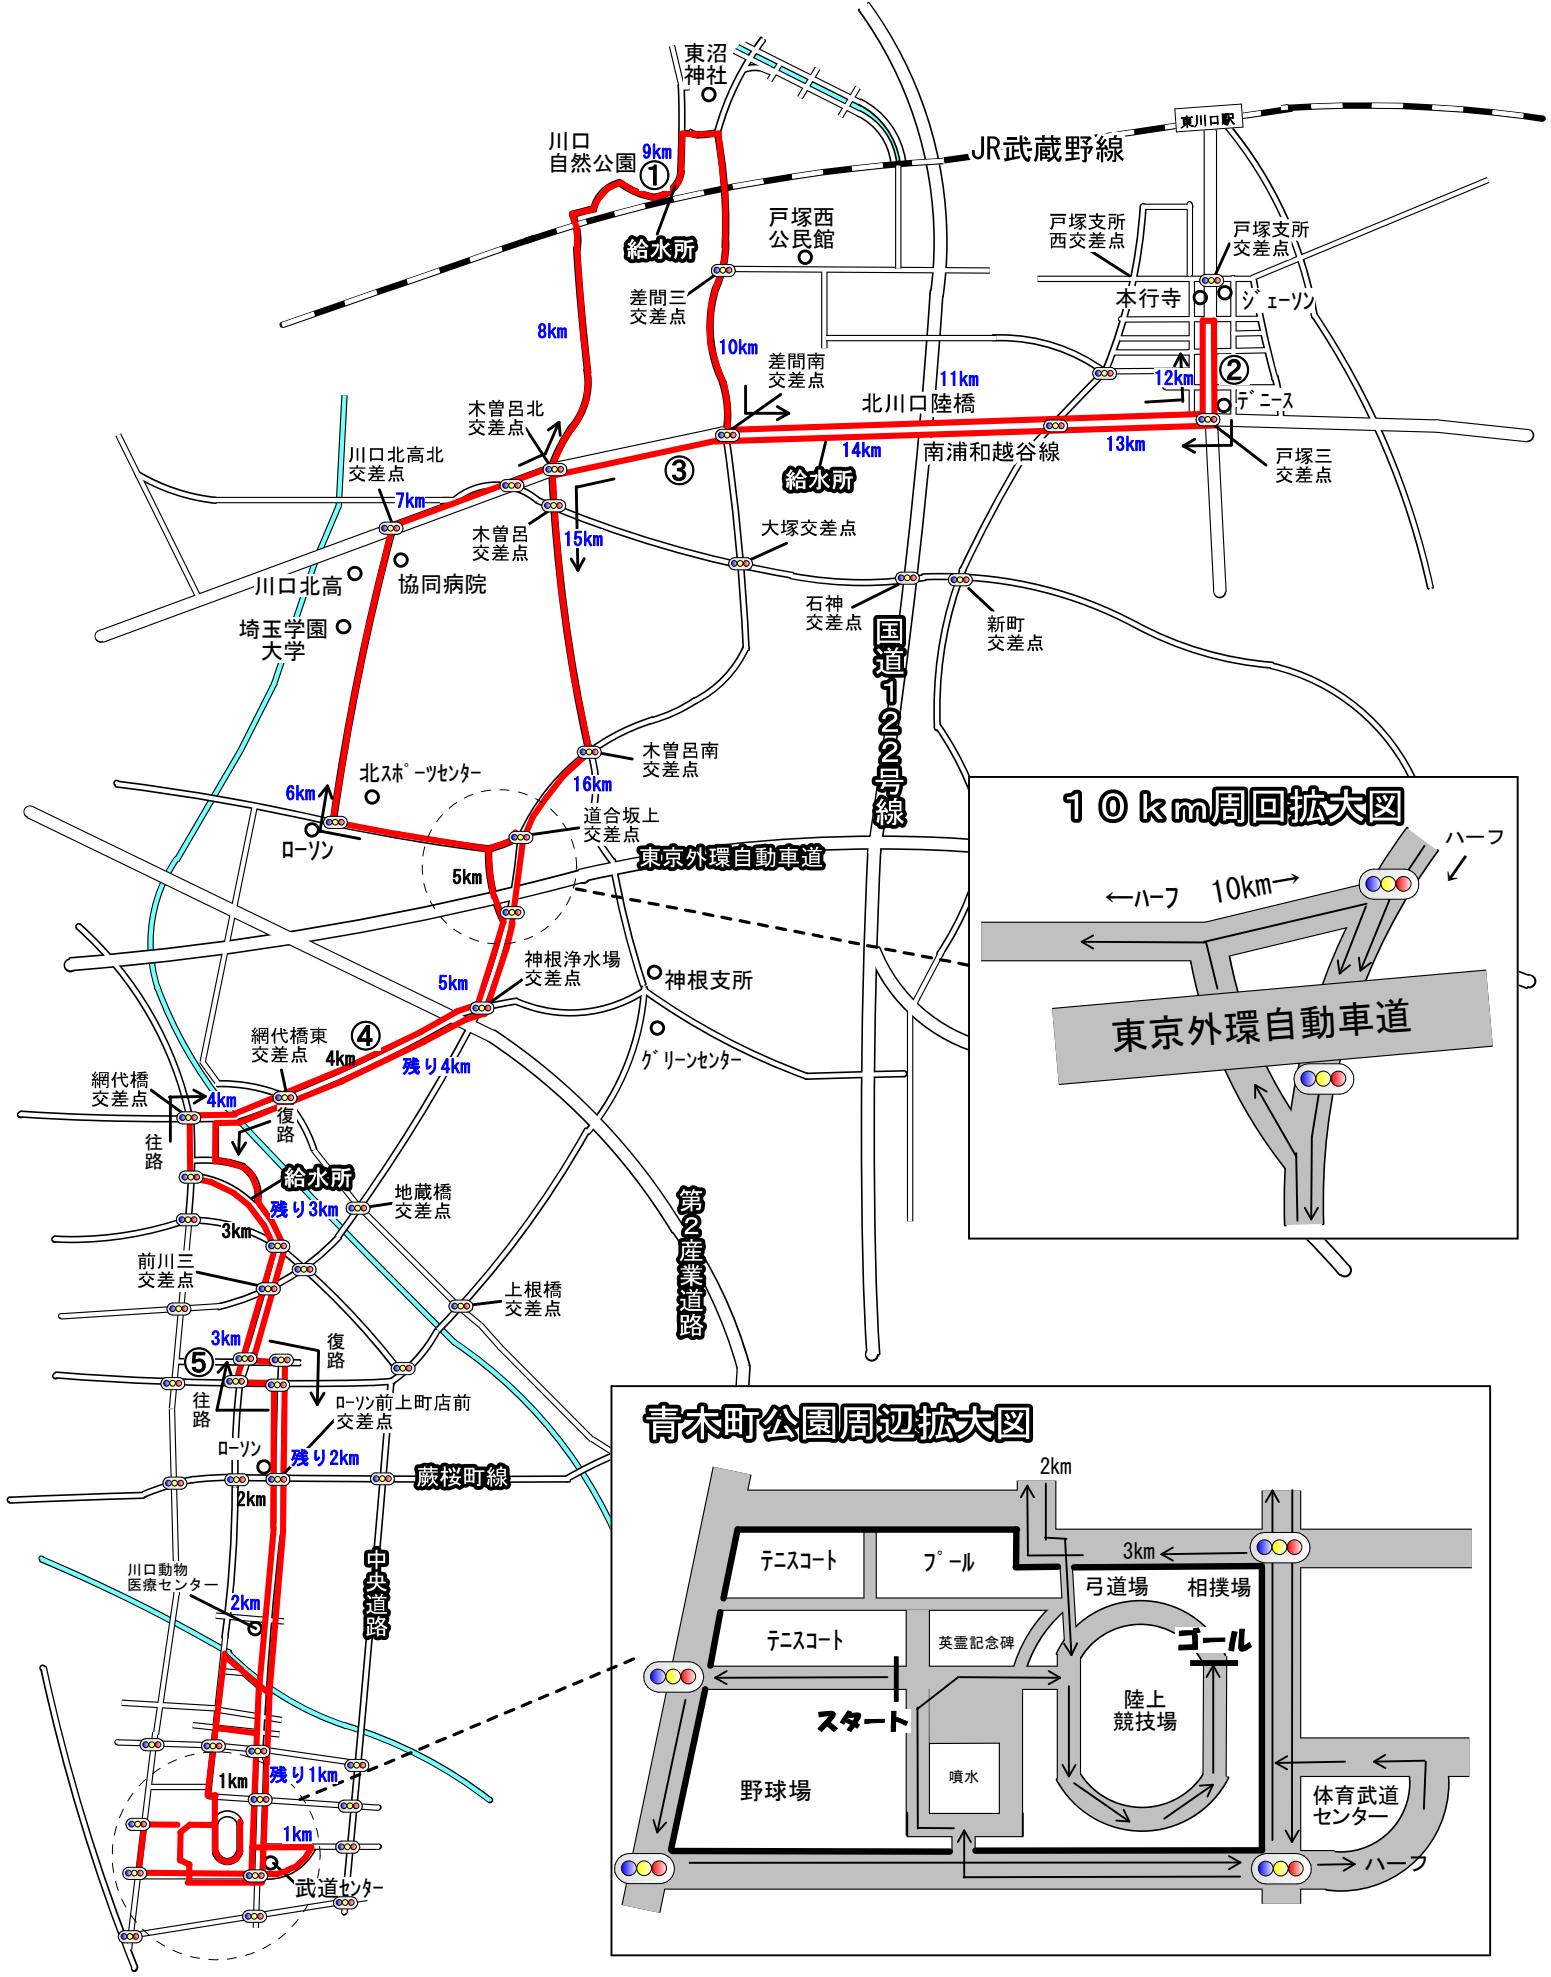 東沼
神社
川口
自然公園
9km
①
給水所
東川口駅
JR武蔵野線
戸塚西
公民館
戸塚支所
西交差点
戸塚支所
交差点
本行寺
ｼﾞｪｰｿﾝ
差間三
交差点
8km
10km
差間南
交差点
11km
12km
②
ﾃﾞﾆｰｽ
北川口陸橋
木曽呂北
交差点
川口北高北
交差点
7km
③
14km
南浦和越谷線
13km
給水所
戸塚三
交差点
木曽呂
交差点
15km
大塚交差点
川口北高
協同病院
石神
交差点
新町
交差点
埼玉学園
大学
国道１２２号線
木曽呂南
交差点
北ｽﾎﾟｰﾂｾﾝﾀｰ
6km
16km
ﾛｰｿﾝ
道合坂上
交差点
東京外環自動車道
5km
神根浄水場
交差点
5km
神根支所
ｸﾞﾘｰﾝｾﾝﾀｰ
網代橋東
交差点
④
4km
残り4km
網代橋
交差点
4km
往
路
復
路
給水所
残り3km
3km
地蔵橋
交差点
第２産業道路
前川三
交差点
上根橋
交差点
3km
復
路
⑤
往
路
ﾛｰｿﾝ前上町店前
交差点
ﾛｰｿﾝ
残り2km
2km
蕨桜町線
川口動物
医療センター
2km
中央道路
残り1km
1km
1km
武道ｾﾝﾀｰ
１０ｋｍ周回拡大図
ハーフ
←ﾊｰﾌ
10km→
東京外環自動車道
青木町公園周辺拡大図
2km
ﾃﾆｽｺｰﾄ
ﾌﾟｰﾙ
3km
弓道場
相撲場
ﾃﾆｽｺｰﾄ
英霊記念碑
ゴール
スタート
陸上
競技場
野球場
噴水
体育武道
センター
ハーフ